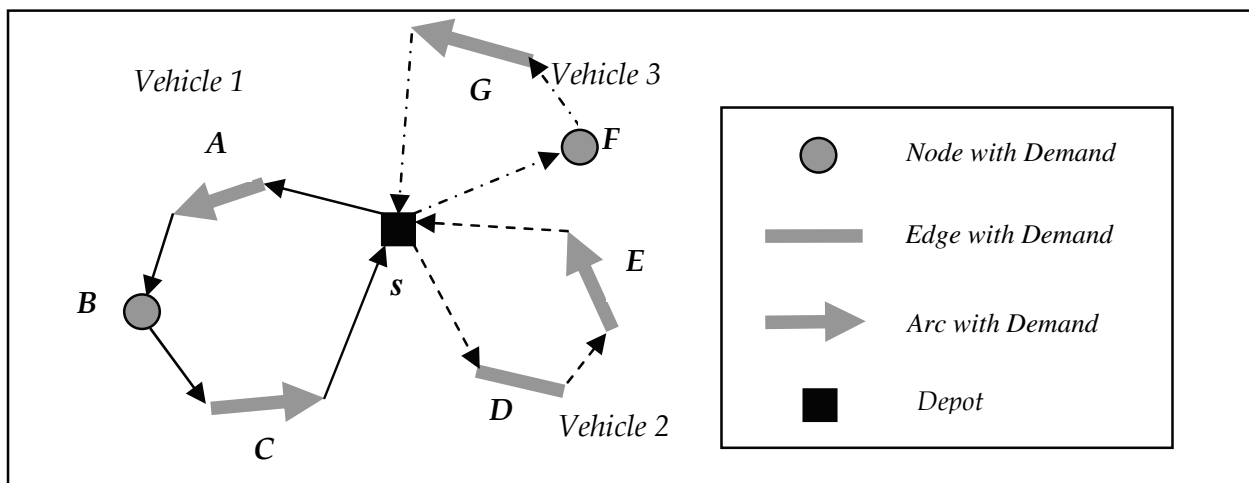 Vehicle 1
Vehicle 3
G
F
A
B
s
E
D
C
Vehicle 2
Node with Demand
Edge with Demand
Arc with Demand
Depot